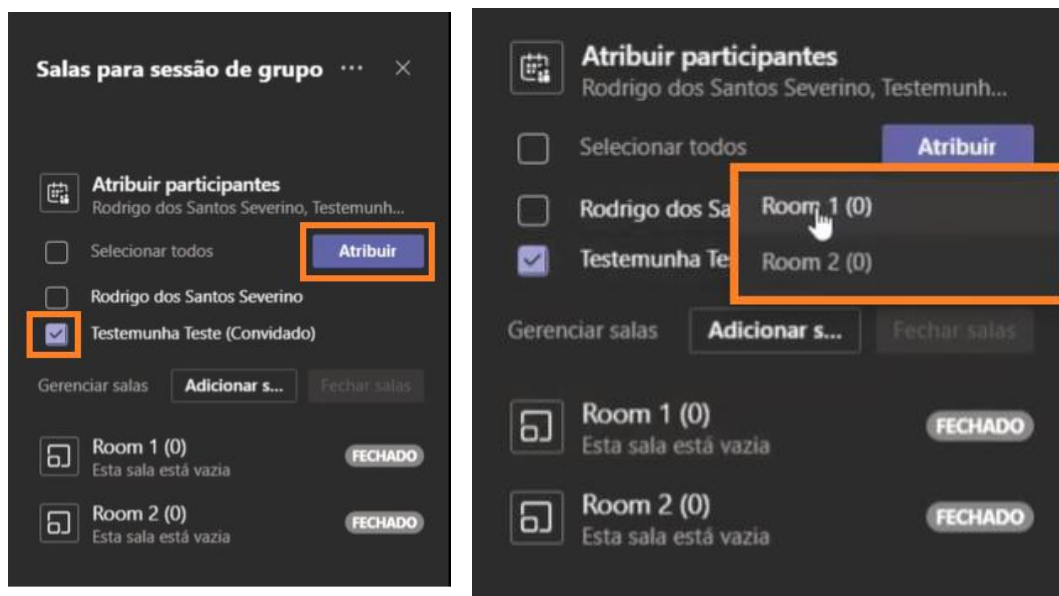 Salas para sessão de grupo ...
Atribuir participantes
Rodrigo dos Santos Severino, Testemunh...
Selecionar todos
Atribuir
Rodrigo dos Santos Severino
Testemunha Teste (Convidado)
Gerenciar salas
Adicionar s...
Fechar salas
Room 1 (0)
FECHADO
Esta sala está vazia
Room 2 (0)
FECHADO
Esta sala está vazia
Atribuir participantes
Rodrigo dos Santos Severino, Testemunh...
Selecionar todos
Atribuir
Rodrigo dos Sa
Room 1 (0)
Testemunha Te
Room 2 (0)
Gerenciar salas
Adicionar s...
Fechar salas
Room 1 (0)
FECHADO
Esta sala está vazia
Room 2 (0)
FECHADO
Esta sala está vazia